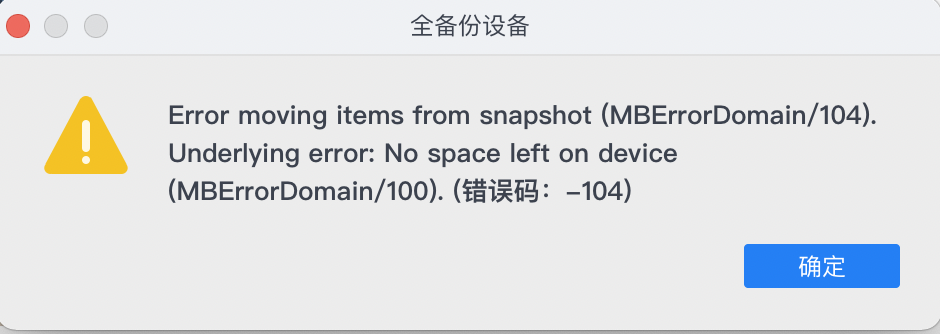 全备份设备
Error moving items from snapshot (MBErrorDomain/104).
Underlying error: No space left on device
(MBErrorDomain/100). (错误码：-104)
确定